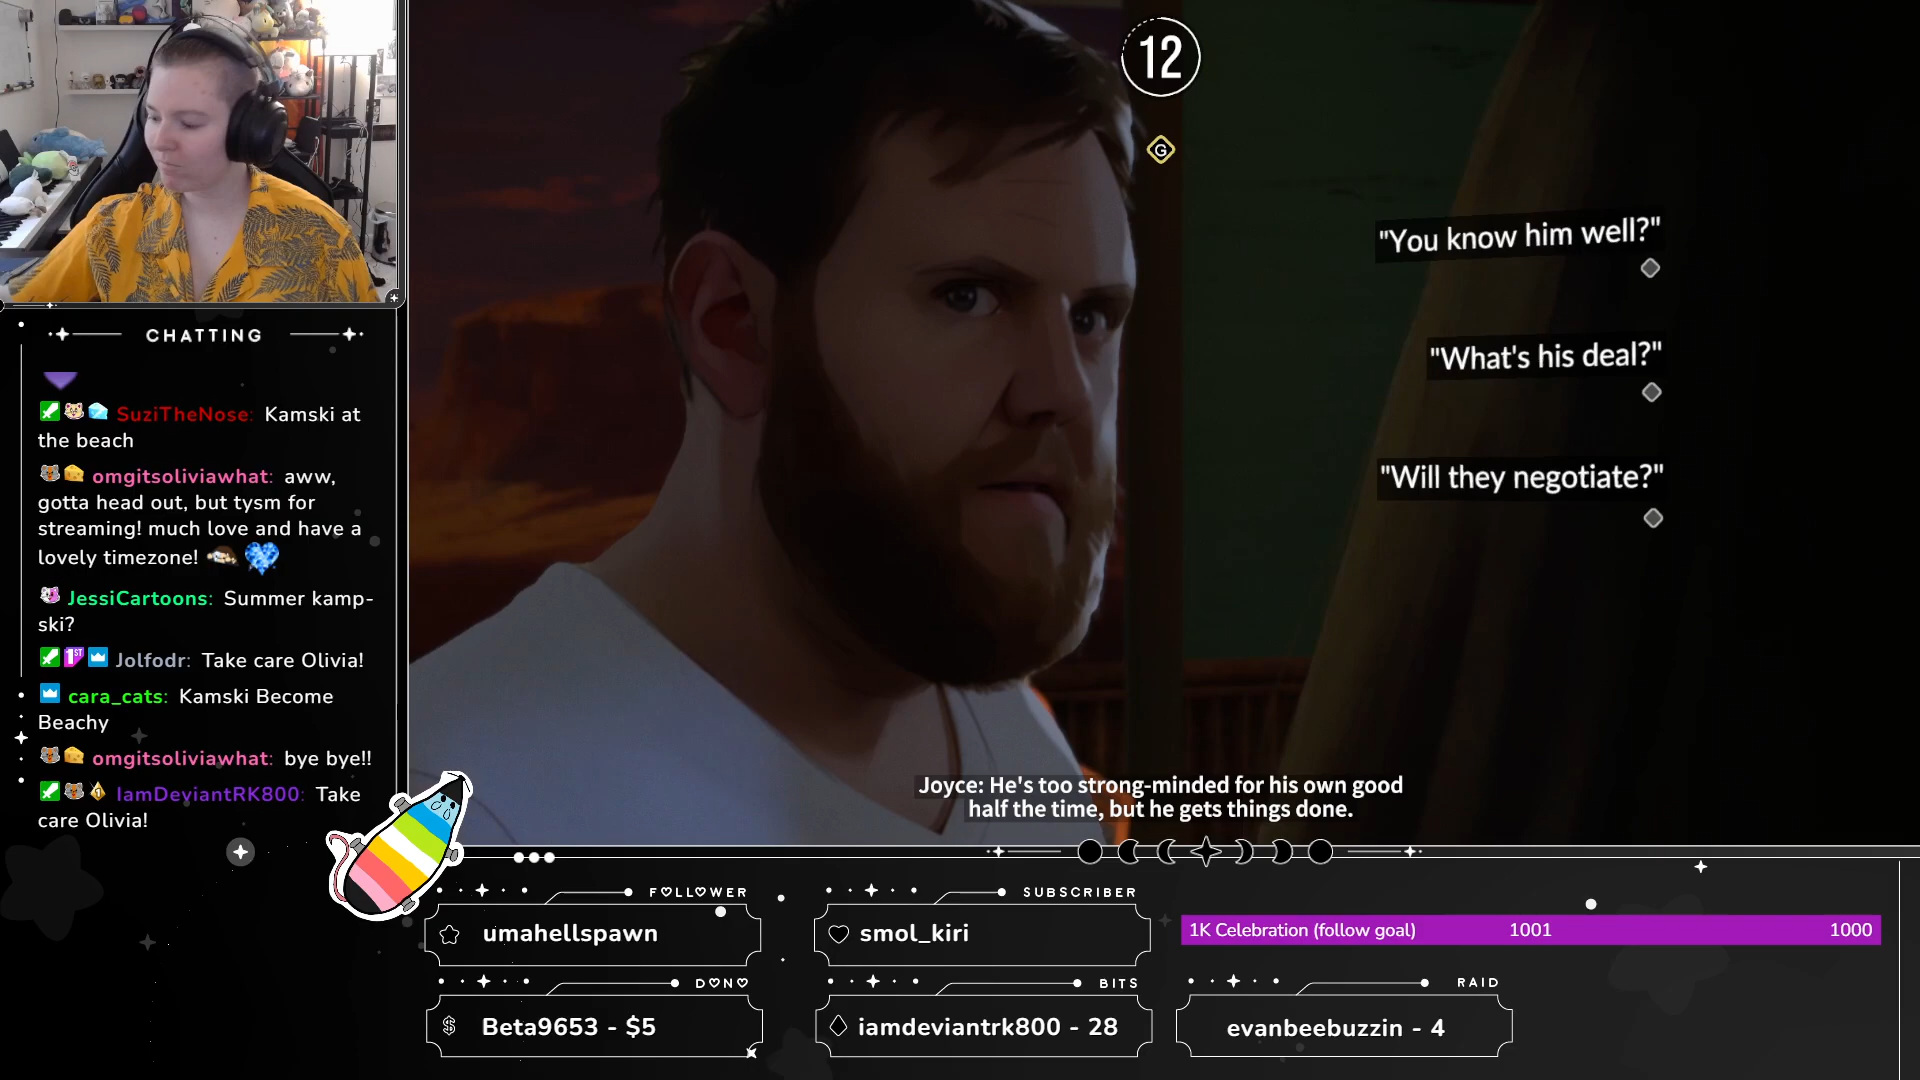 12
G
"You know him well?"
"What's his deal?"
"Will they negotiate?"
Joyce: He's too strong-minded for his own good
half the time, but he gets things done.
CHATTING
SuziTheNose: Kamski at
the beach
omgitsoliviawhat: aww,
gotta head out, but tysm for
streaming! much love and have a
lovely timezone!
JessiCartoons: Summer kamp-
ski?
1ST Jolfodr: Take care Olivia!
cara_cats: Kamski Become
Beachy
omgitsoliviawhat: bye bye!!
IamDeviantRK800: Take
care Olivia!
FOLLOWER
umahellspawn
SUBSCRIBER
smol_kiri
1K Celebration (follow goal) 1001 1000
DONO
$ Beta9653 - $5
BITS
iamdeviantrk800 - 28
RAID
evanbeebuzzin - 4